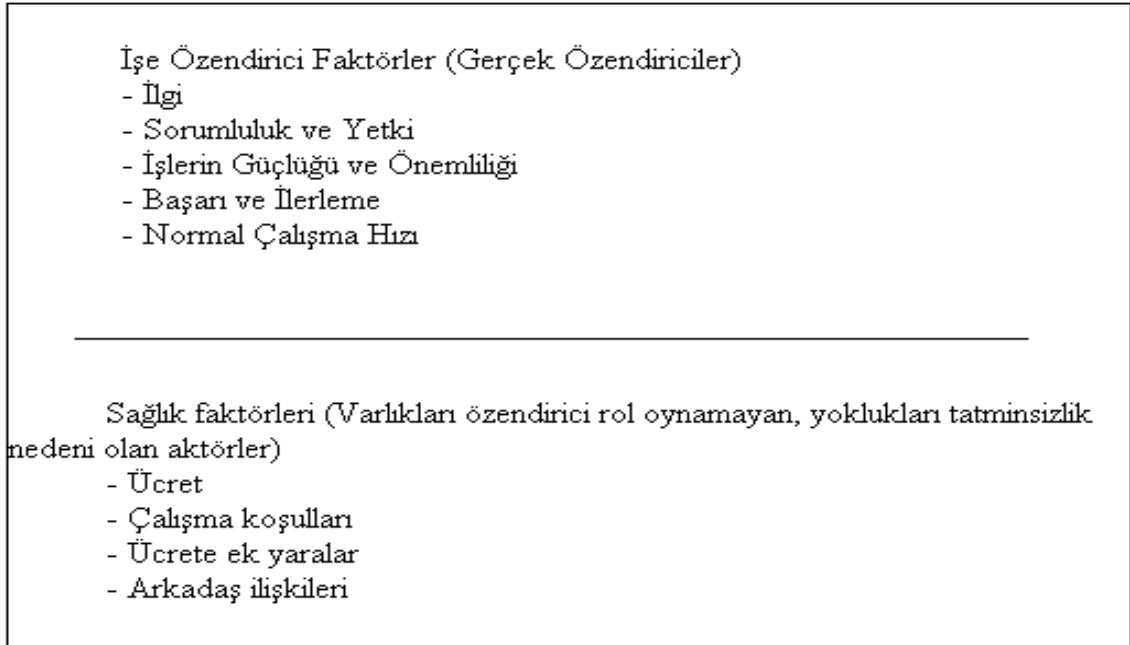 İşe Özendirici Faktörler (Gerçek Özendiriciler)
- İlgi
- Sorumluluk ve Yetki
- İşlerin Güçlüğü ve Önemliliği
- Başarı ve İlerleme
- Normal Çalışma Hızı
Sağlık faktörleri (Varlıkları özendirici rol oynamayan, yoklukları tatminsizlik
nedeni olan aktörler)
- Ücret
- Çalışma koşulları
- Ücrete ek yaralar
- Arkadaş ilişkileri